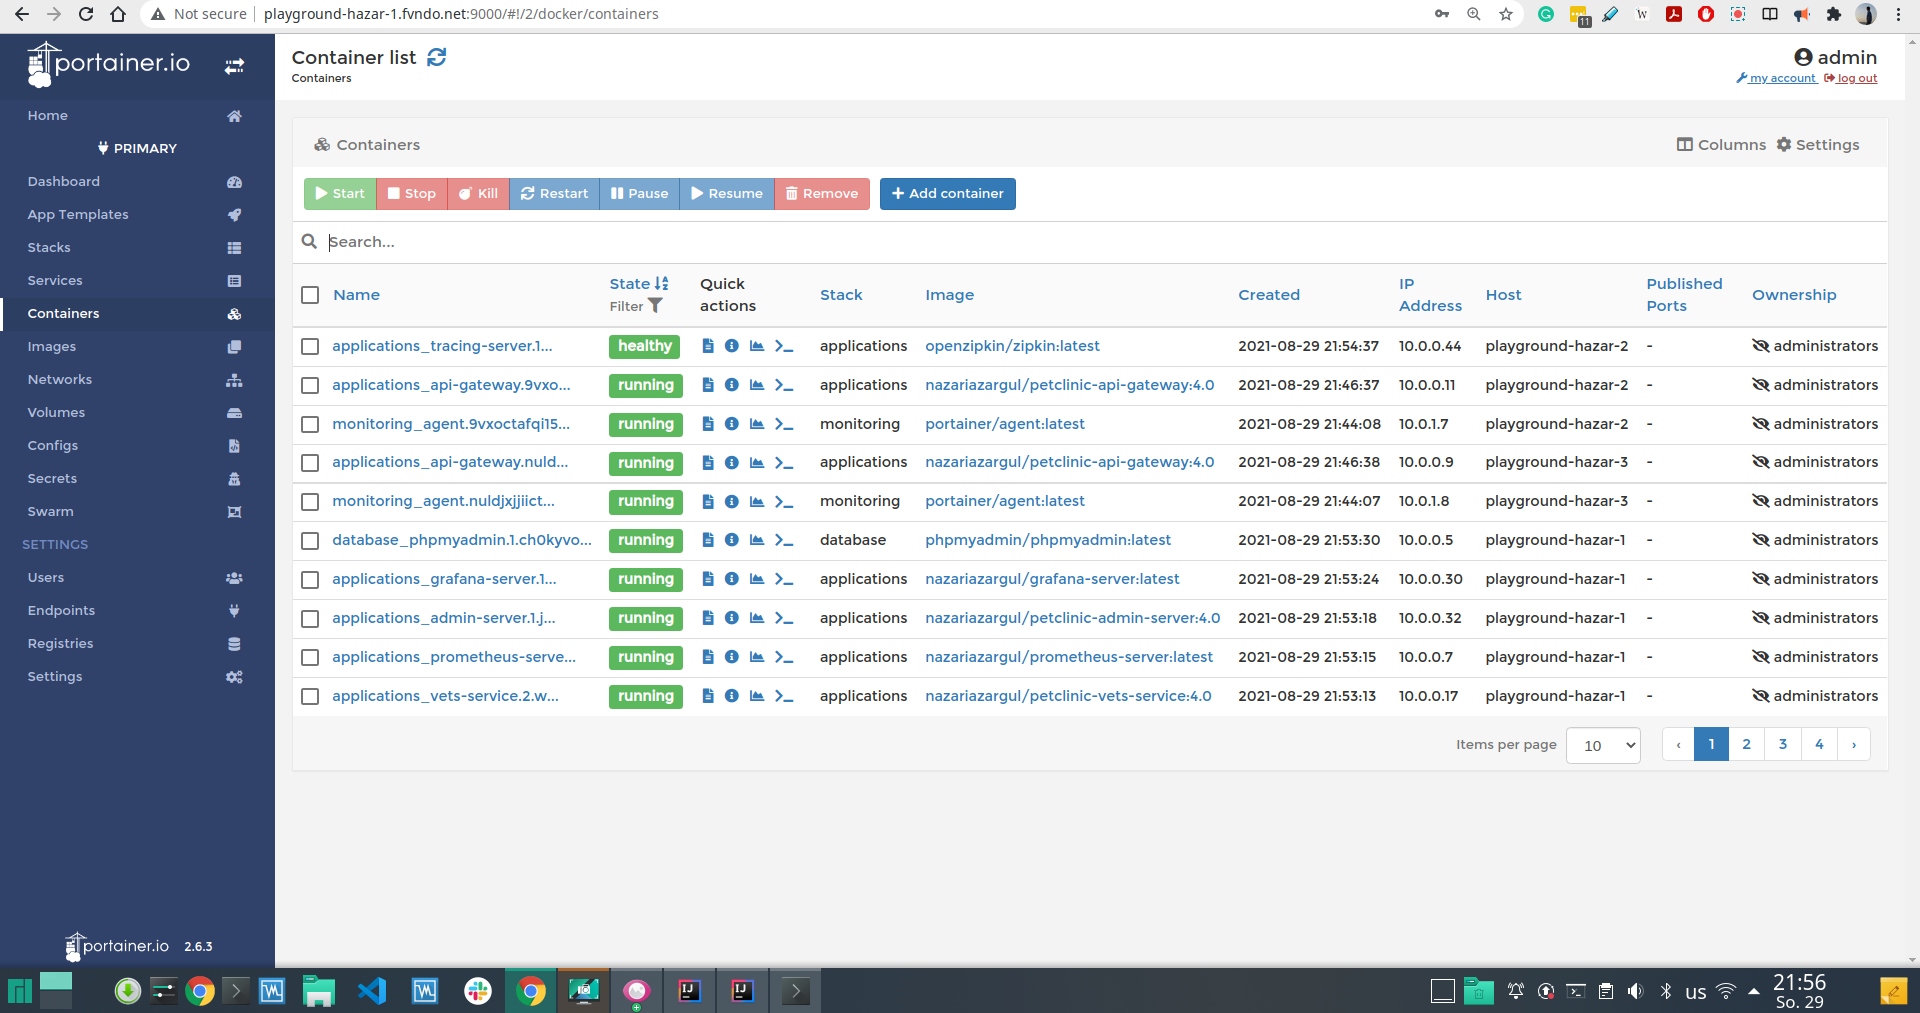 Not secure | playground-hazar-1.fvndo.net:9000/#!/2/docker/containers
11
W
portainer.io
Home
PRIMARY
Dashboard
App Templates
Stacks
Services
Containers
Images
Networks
Volumes
Configs
Secrets
Swarm
SETTINGS
Users
Endpoints
Registries
Settings
portainer.io 2.6.3
Container list
Containers
admin
my account log out
Containers
Columns Settings
Start Stop Kill Restart Pause Resume Remove + Add container
Search...
Name State Filter Quick actions Stack Image Created IP Address Host Published Ports Ownership
applications_tracing-server.1... healthy applications openzipkin/zipkin:latest 2021-08-29 21:54:37 10.0.0.44 playground-hazar-2 - administrators
applications_api-gateway.9vxo... running applications nazariazargul/petclinic-api-gateway:4.0 2021-08-29 21:46:37 10.0.0.11 playground-hazar-2 - administrators
monitoring_agent.9vxoctafqi15... running monitoring portainer/agent:latest 2021-08-29 21:44:08 10.0.1.7 playground-hazar-2 - administrators
applications_api-gateway.nuld... running applications nazariazargul/petclinic-api-gateway:4.0 2021-08-29 21:46:38 10.0.0.9 playground-hazar-3 - administrators
monitoring_agent.nuldjxjjiict... running monitoring portainer/agent:latest 2021-08-29 21:44:07 10.0.1.8 playground-hazar-3 - administrators
database_phpmyadmin.1.ch0kyvo... running database phpmyadmin/phpmyadmin:latest 2021-08-29 21:53:30 10.0.0.5 playground-hazar-1 - administrators
applications_grafana-server.1... running applications nazariazargul/grafana-server:latest 2021-08-29 21:53:24 10.0.0.30 playground-hazar-1 - administrators
applications_admin-server.1.j... running applications nazariazargul/petclinic-admin-server:4.0 2021-08-29 21:53:18 10.0.0.32 playground-hazar-1 - administrators
applications_prometheus-serve... running applications nazariazargul/prometheus-server:latest 2021-08-29 21:53:15 10.0.0.7 playground-hazar-1 - administrators
applications_vets-service.2.w... running applications nazariazargul/petclinic-vets-service:4.0 2021-08-29 21:53:13 10.0.0.17 playground-hazar-1 - administrators
Items per page 10 ‹ 1 2 3 4 ›
IJ IJ us 21:56
So. 29